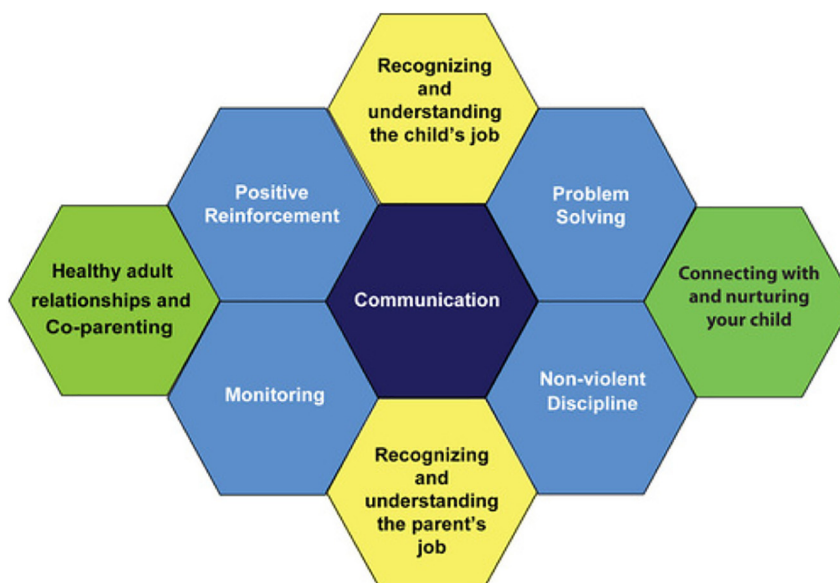 Recognizing
and
understanding
the child's job
Positive
Reinforcement
Problem
Solving
Healthy adult
relationships and
Co-parenting
Communication
Connecting with
and nurturing
your child
Monitoring
Non-violent
Discipline
Recognizing
and
understanding
the parent's
job